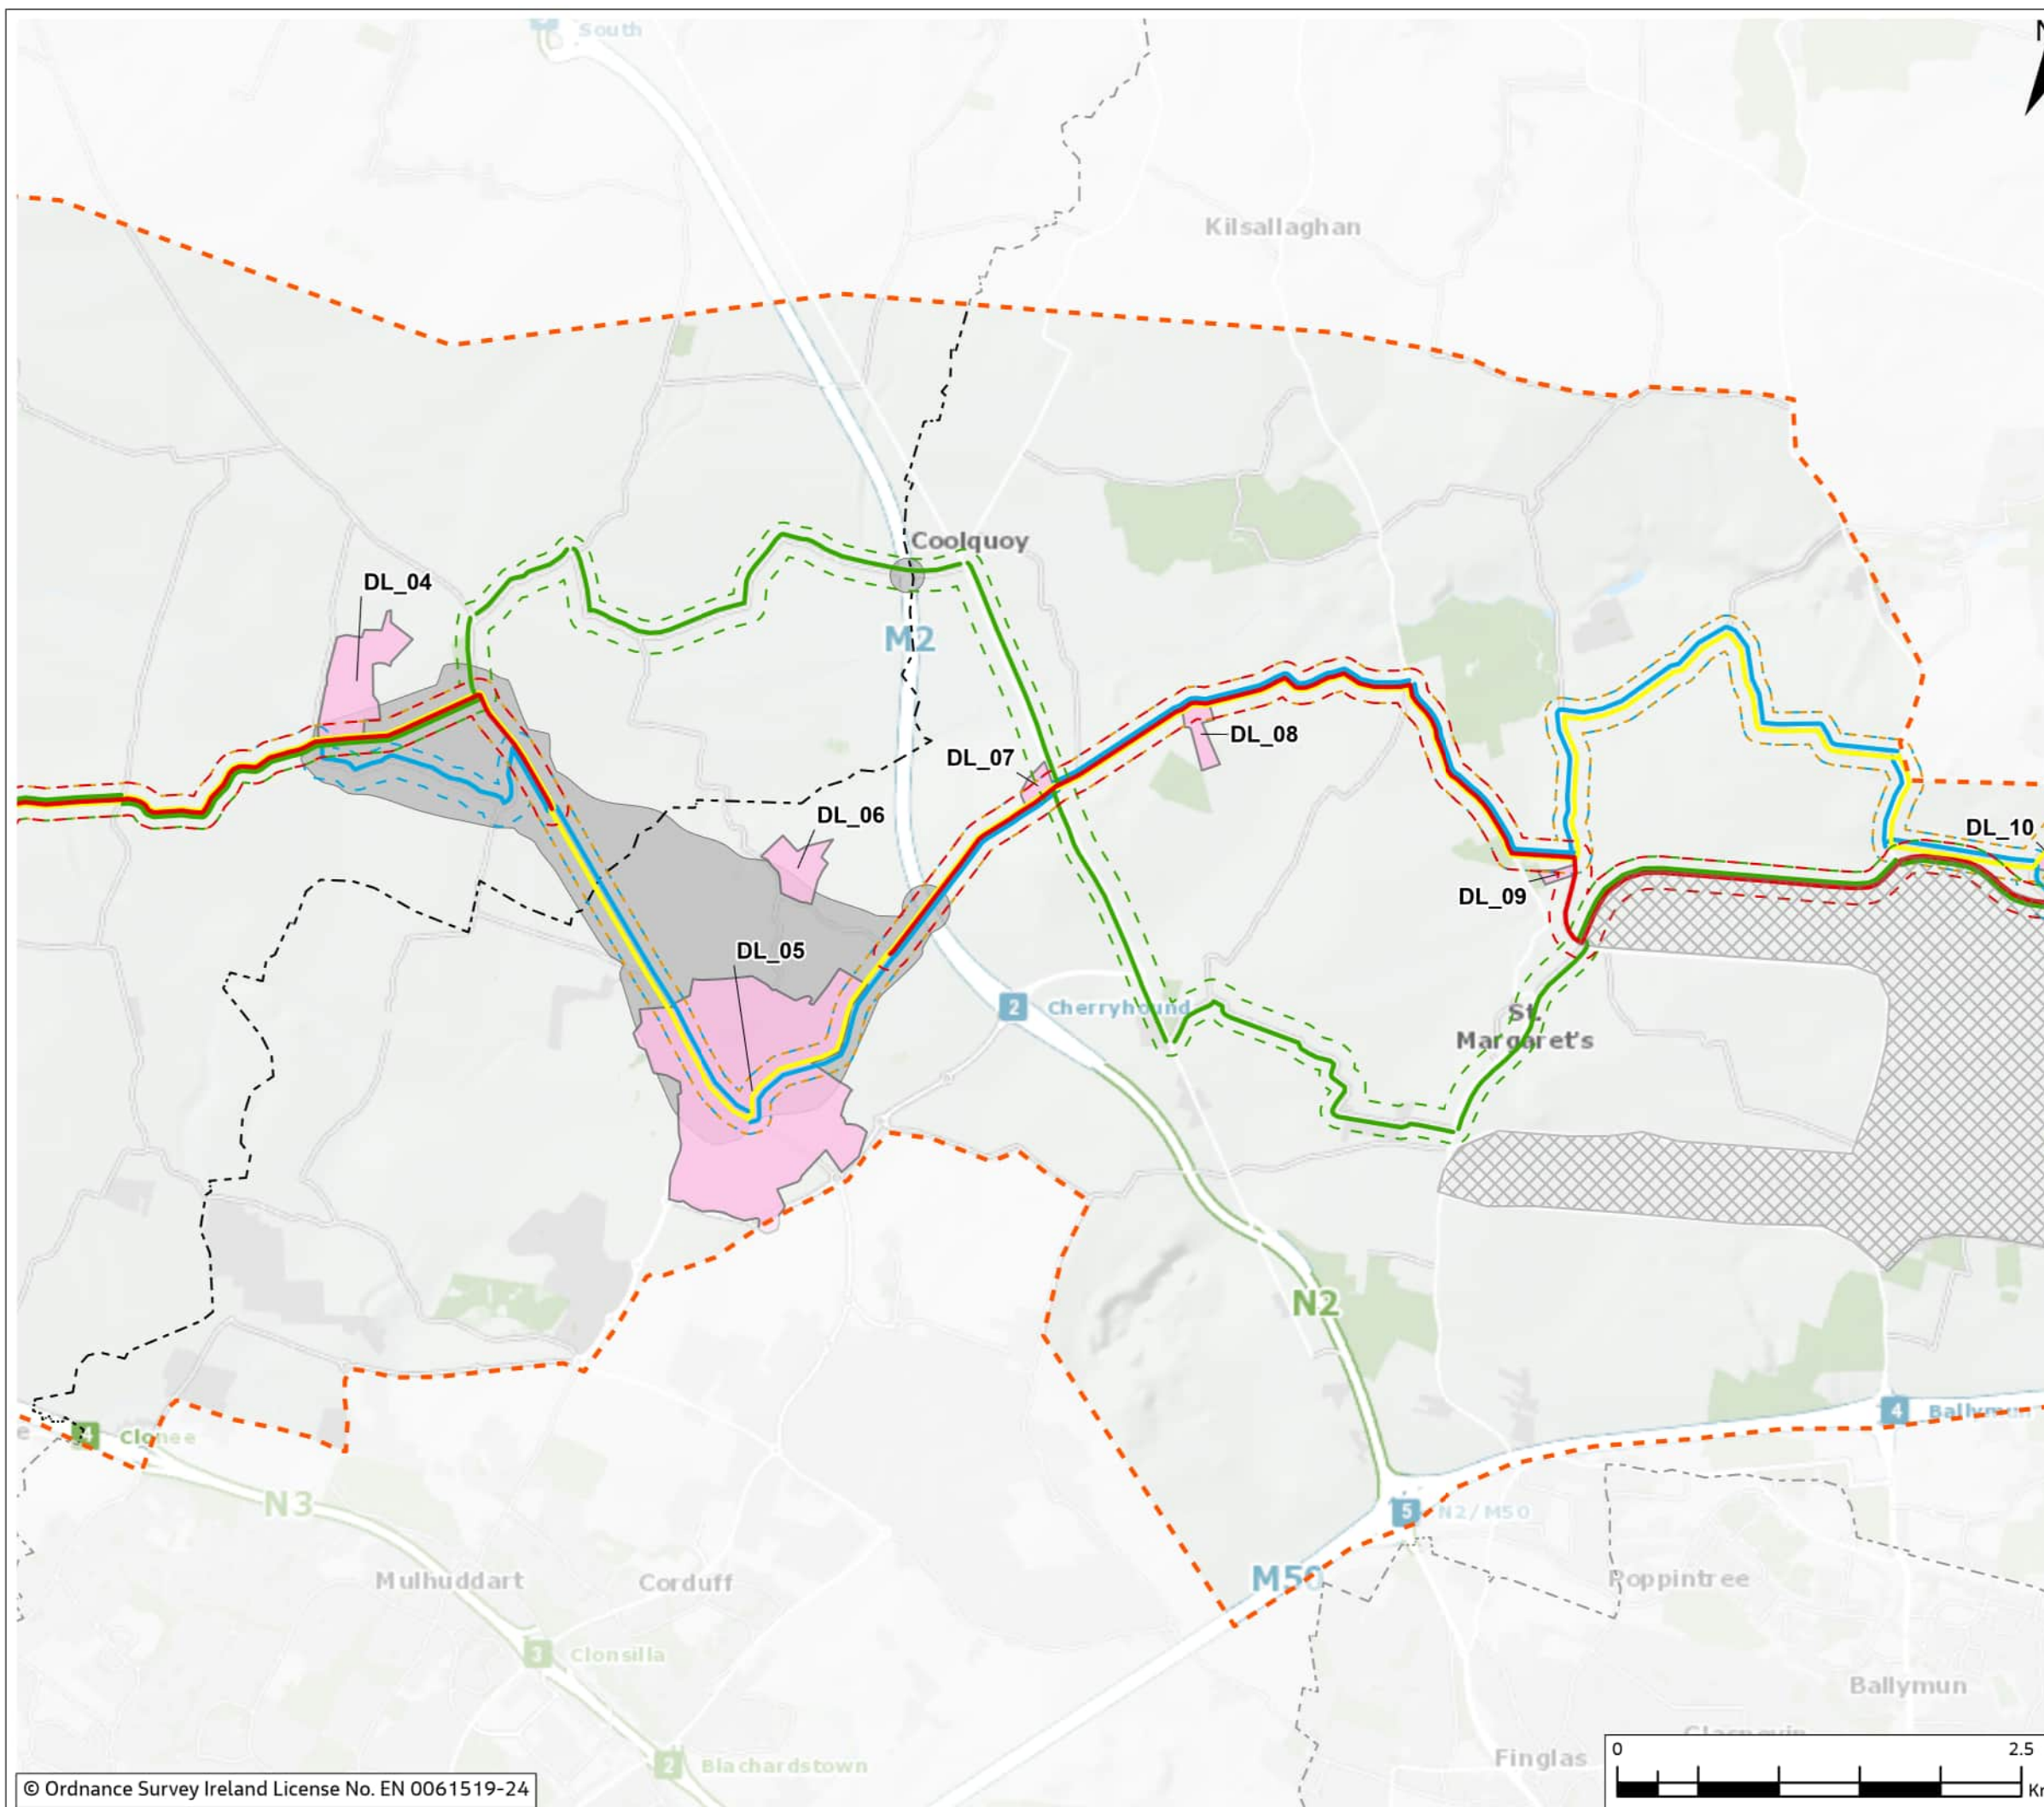 3
South
N
Kilsallaghan
Coolquoy
DL_04
M2
DL_08
DL_07
DL_06
DL_10
DL_09
DL_05
2
Cherryhound
St.
Margaret's
N2
4
Ballymun
4
Clonee
e
N3
5
N2/M50
M50
Mulhuddart
Corduff
Poppintree
3
Clonsilla
Ballymun
Glasnevin
0
2.5
Finglas
2
Blachardstown
© Ordnance Survey Ireland License No. EN 0061519-24